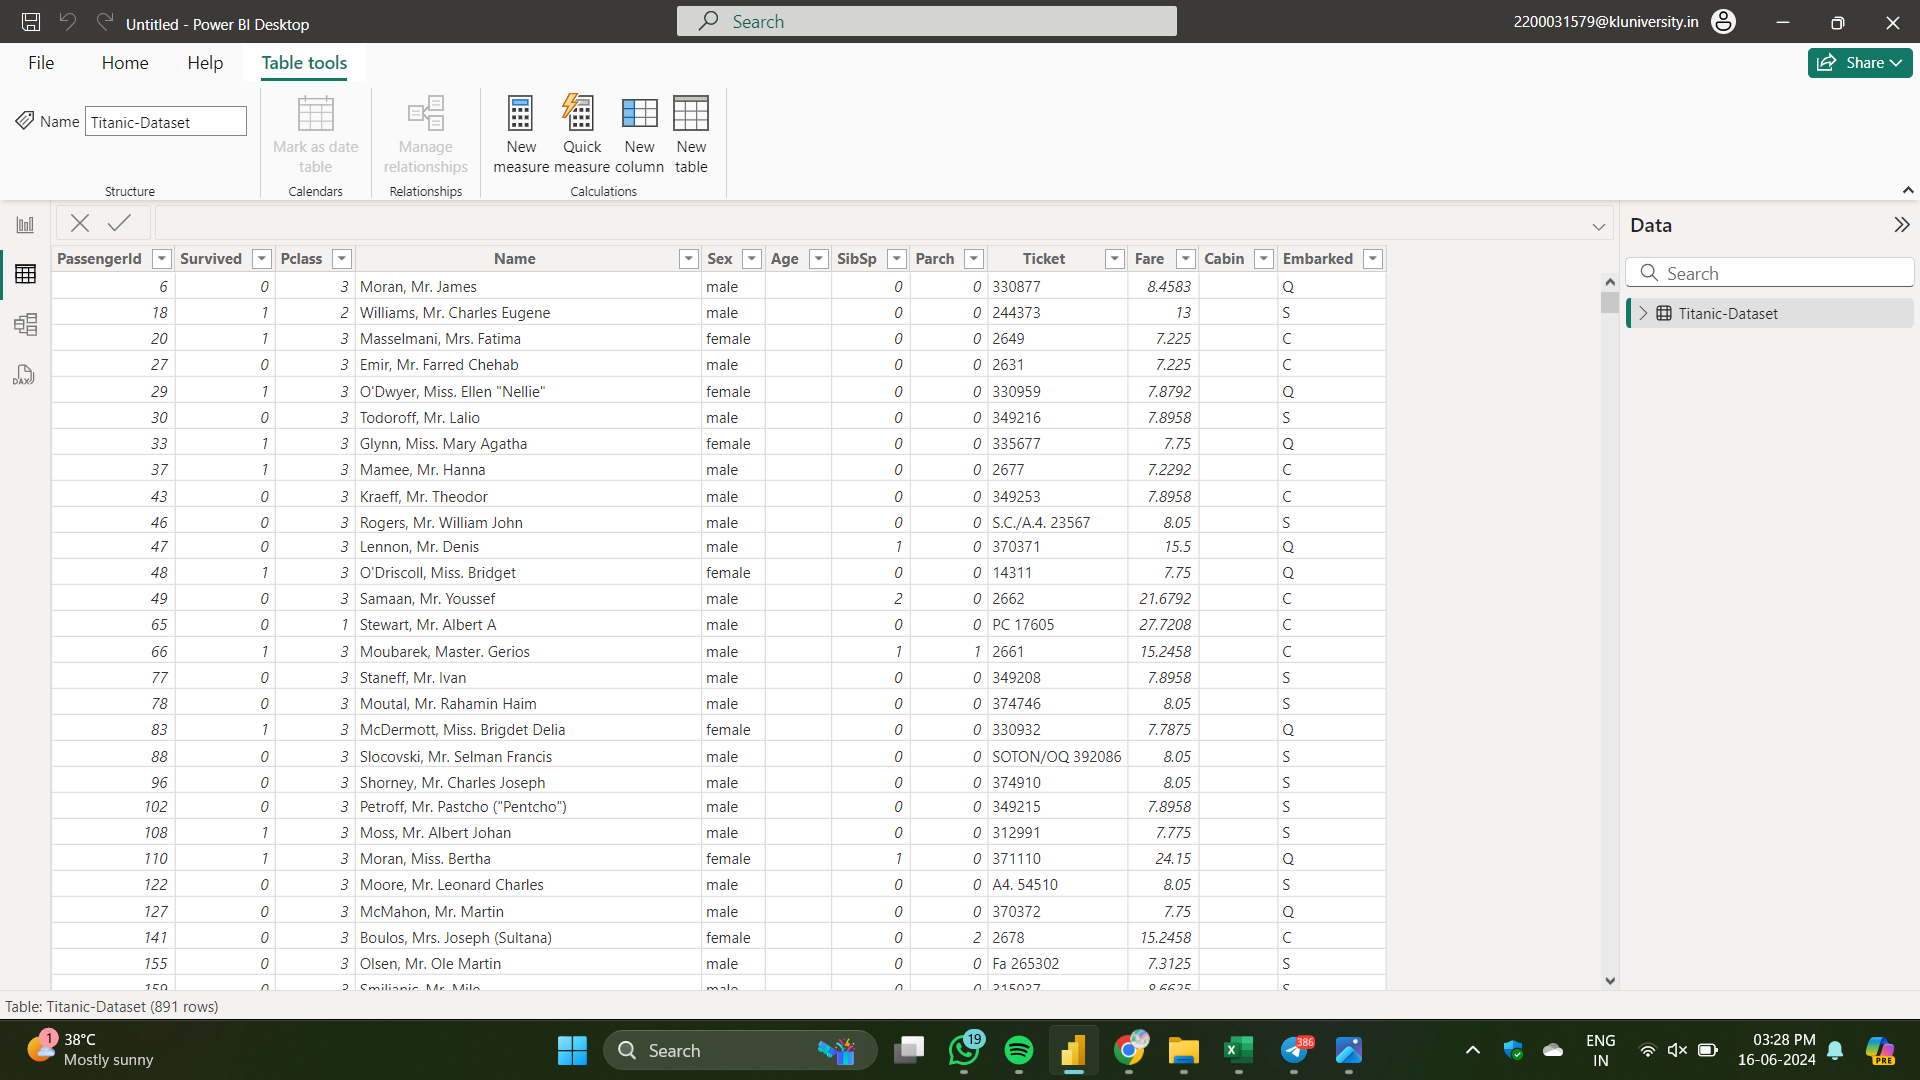 Untitled - Power BI Desktop
Search
2200031579@kluniversity.in
File Home Help Table tools
Share
Name Titanic-Dataset
Mark as date table
Manage relationships
New measure
Quick measure
New column
New table
Structure Calendars Relationships Calculations
Data
Search
Titanic-Dataset
PassengerId Survived Pclass Name Sex Age SibSp Parch Ticket Fare Cabin Embarked
6 0 3 Moran, Mr. James male 0 0 330877 8.4583 Q
18 1 2 Williams, Mr. Charles Eugene male 0 0 244373 13 S
20 1 3 Masselmani, Mrs. Fatima female 0 0 2649 7.225 C
27 0 3 Emir, Mr. Farred Chehab male 0 0 2631 7.225 C
29 1 3 O'Dwyer, Miss. Ellen "Nellie" female 0 0 330959 7.8792 Q
30 0 3 Todoroff, Mr. Lalio male 0 0 349216 7.8958 S
33 1 3 Glynn, Miss. Mary Agatha female 0 0 335677 7.75 Q
37 1 3 Mamee, Mr. Hanna male 0 0 2677 7.2292 C
43 0 3 Kraeff, Mr. Theodor male 0 0 349253 7.8958 C
46 0 3 Rogers, Mr. William John male 0 0 S.C./A.4. 23567 8.05 S
47 0 3 Lennon, Mr. Denis male 1 0 370371 15.5 Q
48 1 3 O'Driscoll, Miss. Bridget female 0 0 14311 7.75 Q
49 0 3 Samaan, Mr. Youssef male 2 0 2662 21.6792 C
65 0 1 Stewart, Mr. Albert A male 0 0 PC 17605 27.7208 C
66 1 3 Moubarek, Master. Gerios male 1 1 2661 15.2458 C
77 0 3 Staneff, Mr. Ivan male 0 0 349208 7.8958 S
78 0 3 Moutal, Mr. Rahamin Haim male 0 0 374746 8.05 S
83 1 3 McDermott, Miss. Brigdet Delia female 0 0 330932 7.7875 Q
88 0 3 Slocovski, Mr. Selman Francis male 0 0 SOTON/OQ 392086 8.05 S
96 0 3 Shorney, Mr. Charles Joseph male 0 0 374910 8.05 S
102 0 3 Petroff, Mr. Pastcho ("Pentcho") male 0 0 349215 7.8958 S
108 1 3 Moss, Mr. Albert Johan male 0 0 312991 7.775 S
110 1 3 Moran, Miss. Bertha female 1 0 371110 24.15 Q
122 0 3 Moore, Mr. Leonard Charles male 0 0 A4. 54510 8.05 S
127 0 3 McMahon, Mr. Martin male 0 0 370372 7.75 Q
141 0 3 Boulos, Mrs. Joseph (Sultana) female 0 2 2678 15.2458 C
155 0 3 Olsen, Mr. Ole Martin male 0 0 Fa 265302 7.3125 S
159 0 3 Smiljanic, Mr. Mile male 0 0 315037 8.6625 S
Table: Titanic-Dataset (891 rows)
1
38°C
Mostly sunny
Search
19
386
ENG
IN
03:28 PM
16-06-2024
PRE
DAX